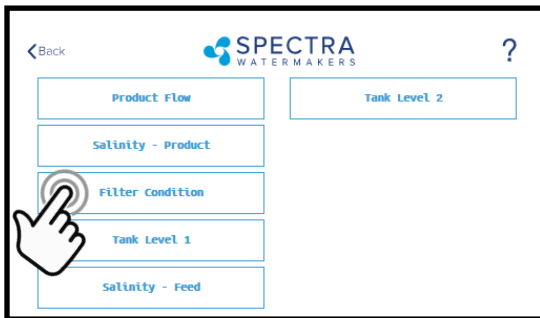 Back
SPECTRA
WATERMAKERS
?
Product Flow
Tank Level 2
Salinity - Product
Filter Condition
Tank Level 1
Salinity - Feed